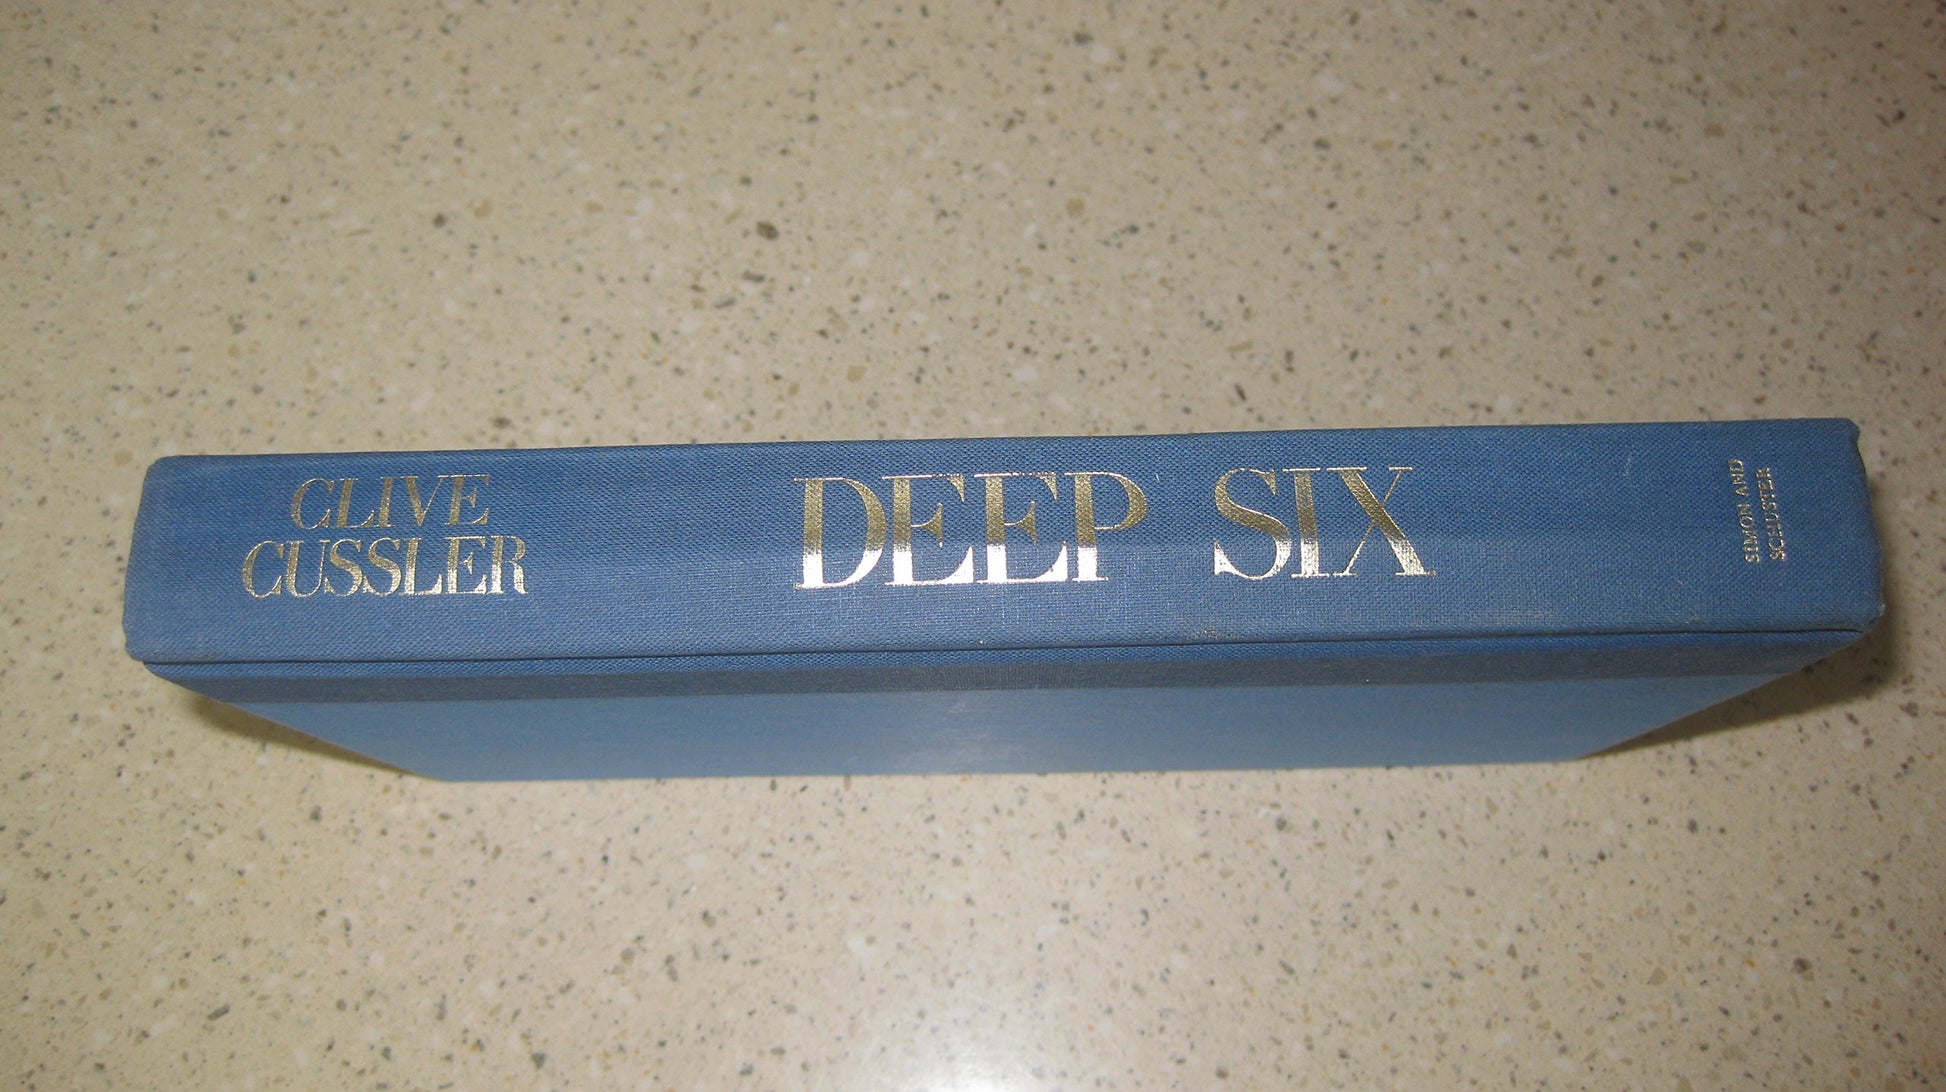 CLIVE
CUSSLER
DEEP SIX
SIMON AND
SCHUSTER